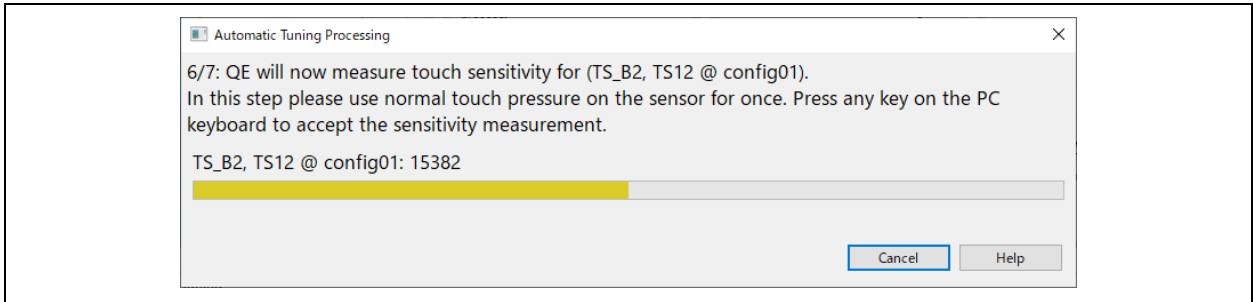 Automatic Tuning Processing
6/7: QE will now measure touch sensitivity for (TS_B2, TS12 @ config01).
In this step please use normal touch pressure on the sensor for once. Press any key on the PC
keyboard to accept the sensitivity measurement.
TS_B2, TS12 @ config01: 15382
Cancel Help